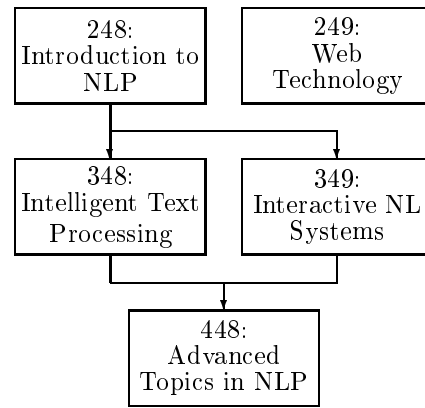 248:
Introduction to
NLP
249:
Web
Technology
348:
Intelligent Text
Processing
349:
Interactive NL
Systems
448:
Advanced
Topics in NLP